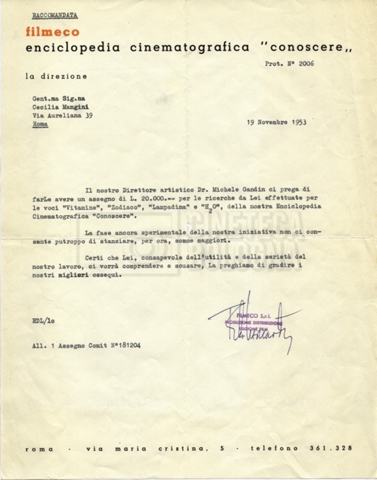 RACCOMANDATA
filmeco
enciclopedia cinematografica "conoscere„
Prot. N° 2006
la direzione
Gent.ma Sig.na
Cecilia Mangini
Via Aureliana 39
Roma
19 Novembre 1953
Il nostro Direttore artistico Dr. Michele Gandin ci prega di
farLe avere un assegno di L. 20.000.== per le ricerche da Lei effettuate per
le voci "Vitamine", "Zodiaco", "Lampadina" e "H2O", della nostra Enciclopedia
Cinematografica "Conoscere".
La fase ancora sperimentale della nostra iniziativa non ci con-
sente putroppo di stanziare, per ora, somme maggiori.
Certi che Lei, consapevole dell'utilità e della serietà del
nostro lavoro, ci vorrà comprendere e scusare, La preghiamo di gradire i
nostri migliori ossequi.
FILMECO S.r.l.
RDL/lo
All. 1 Assegno Comit N°181204
roma - via maria cristina, 5 - telefono 361.328